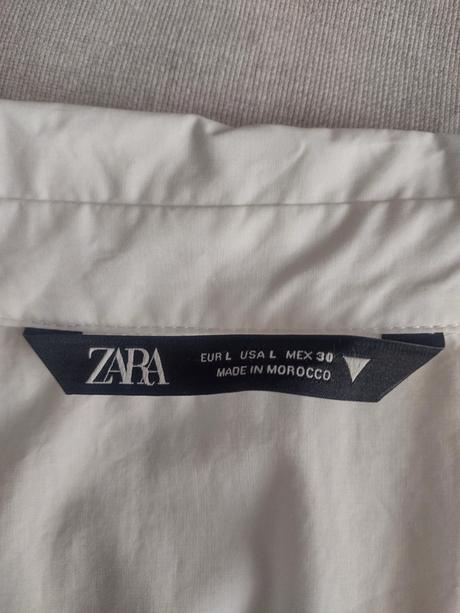 ZARA
EUR L USA L MEX 30
MADE IN MOROCCO